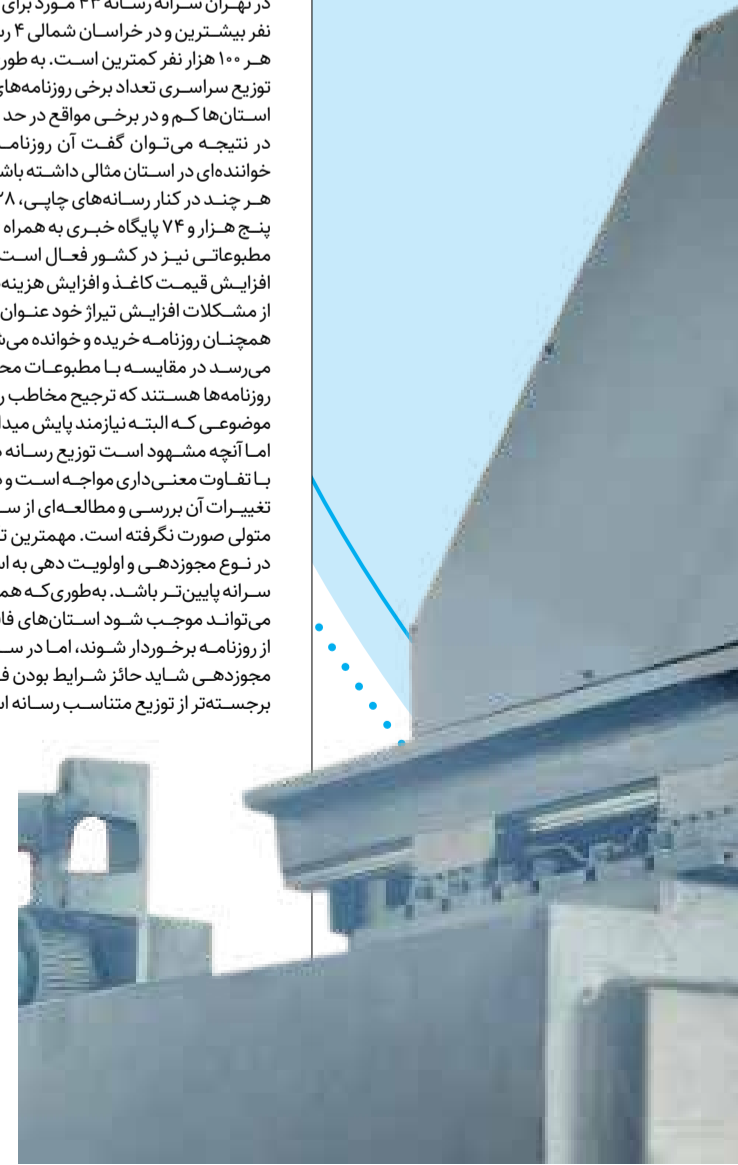 در تهران سرانه رسانه ۴۳ مورد برای
نفر بیشترین و در خراسان شمالی ۴ رس
هر ۱۰۰ هزار نفر کمترین است. به طور
توزیع سراسری تعداد برخی روزنامه‌های
استان‌ها کم و در برخی مواقع در حد
در نتیجه می‌توان گفت آن روزنام
خواننده‌ای در استان مثالی داشته باش
هر چند در کنار رسانه‌های چاپی، ۲۸
پنج هزار و ۷۴ پایگاه خبری به همراه
مطبوعاتی نیز در کشور فعال است
افزایش قیمت کاغذ و افزایش هزینه
از مشکلات افزایش تیراژ خود عنوان
همچنان روزنامه خریده و خوانده می‌ش
می‌رسد در مقایسه با مطبوعات مح
روزنامه‌ها هستند که ترجیح مخاطب ر
موضوعی که البته نیازمند پایش میدا
اما آنچه مشهود است توزیع رسانه د
با تفاوت معنی‌داری مواجه است و د
تغییرات آن بررسی و مطالعه‌ای از س
متولی صورت نگرفته است. مهمترین ت
در نوع مجوزدهی و اولویت دهی به اس
سرانه پایین‌تر باشد. به‌طوری‌که هم
می‌تواند موجب شود استان‌های فا
از روزنامه برخوردار شوند، اما در س
مجوزدهی شاید حائز شرایط بودن ف
برجسته‌تر از توزیع متناسب رسانه اس